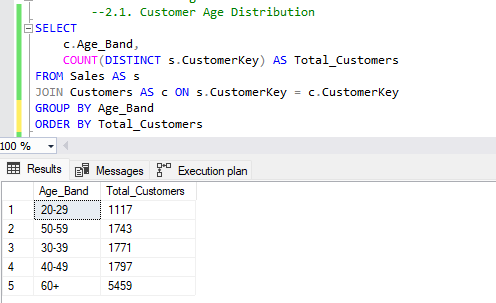 --2.1. Customer Age Distribution
SELECT
c.Age_Band,
COUNT(DISTINCT s.CustomerKey) AS Total_Customers
FROM Sales AS s
JOIN Customers AS c ON s.CustomerKey = c.CustomerKey
GROUP BY Age_Band
ORDER BY Total_Customers
100 %
Results Messages Execution plan
Age_Band Total_Customers
1 20-29 1117
2 50-59 1743
3 30-39 1771
4 40-49 1797
5 60+ 5459